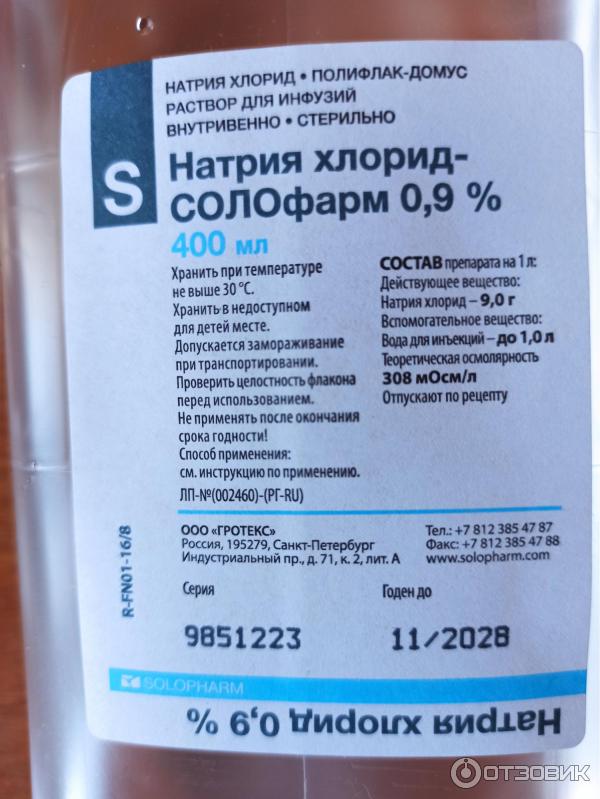 НАТРИЯ ХЛОРИД • ПОЛИФЛАК-ДОМУС
РАСТВОР ДЛЯ ИНФУЗИЙ
ВНУТРИВЕННО • СТЕРИЛЬНО
S
Натрия хлорид-
СОЛОфарм 0,9 %
400 мл
Хранить при температуре
не выше 30 °С.
Хранить в недоступном
для детей месте.
Допускается замораживание
при транспортировании.
Проверить целостность флакона
перед использованием.
Не применять после окончания
срока годности!
Способ применения:
см. инструкцию по применению.
ЛП-№(002460)-(РГ-RU)
СОСТАВ препарата на 1 л:
Действующее вещество:
Натрия хлорид – 9,0 г
Вспомогательное вещество:
Вода для инъекций – до 1,0 л
Теоретическая осмолярность
308 мОсм/л
Отпускают по рецепту
R-FN01-16/8
ООО "ГРОТЕКС"
Россия, 195279, Санкт-Петербург
Индустриальный пр., д. 71, к. 2, лит. А
Тел.: +7 812 385 47 87
Факс: +7 812 385 47 88
www.solopharm.com
Серия
9851223
Годен до
11/2028
SOLOPHARM
Натрия хлорид 0,9 %
ОТЗОВИК